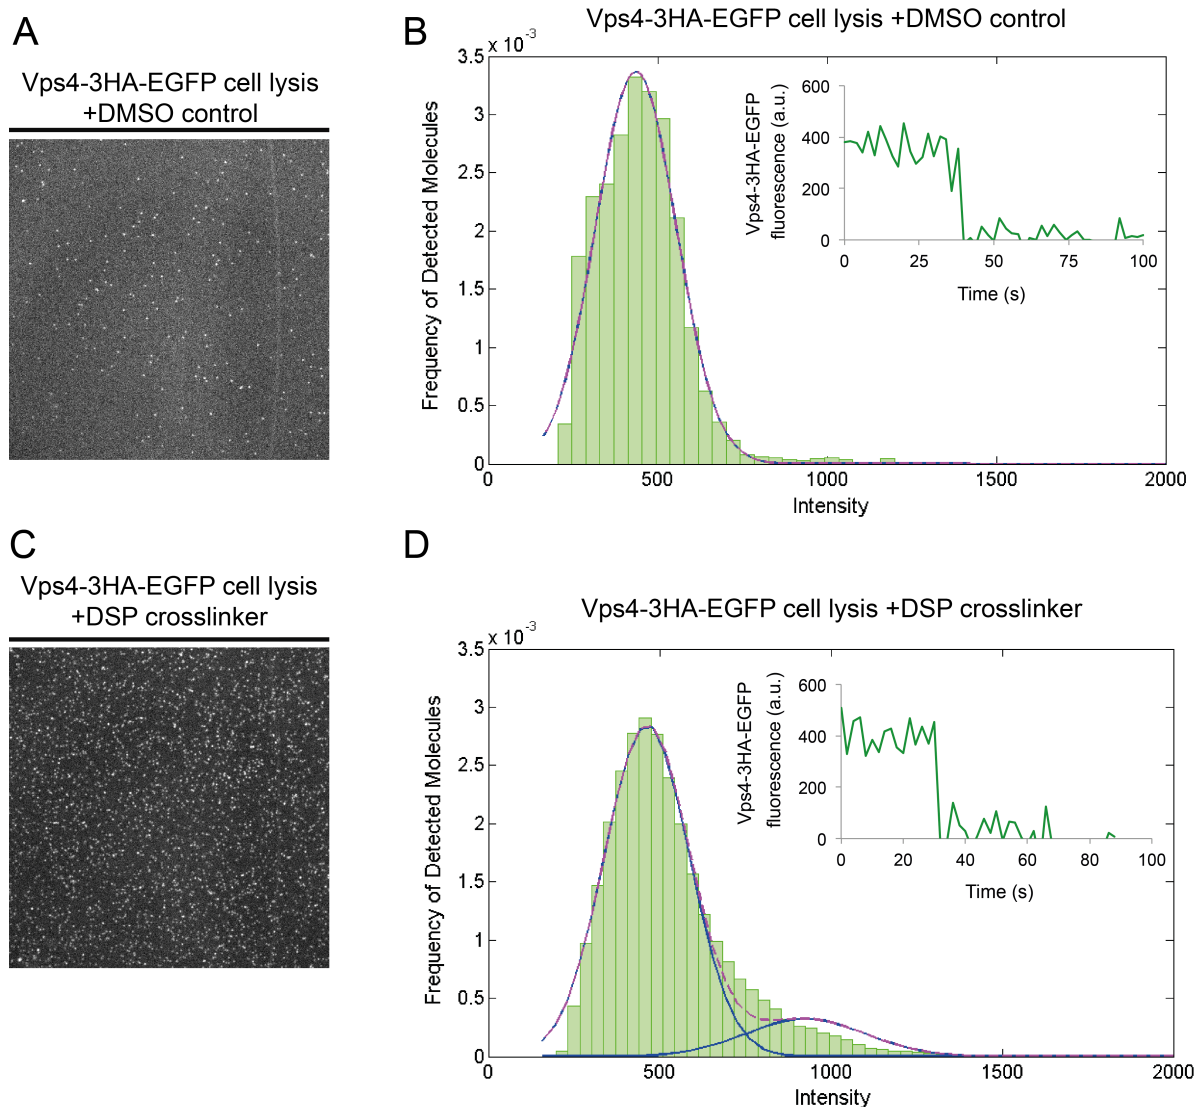 A
Vps4-3HA-EGFP cell lysis
+DMSO control
B
Vps4-3HA-EGFP cell lysis +DMSO control
x 10-3
3.5
3
2.5
2
1.5
1
0.5
0
Frequency of Detected Molecules
0
500
1000
1500
2000
Intensity
Vps4-3HA-EGFP
fluorescence (a.u.)
600
400
200
0
0
25
50
75
100
Time (s)
C
Vps4-3HA-EGFP cell lysis
+DSP crosslinker
D
Vps4-3HA-EGFP cell lysis +DSP crosslinker
x 10-3
3.5
3
2.5
2
1.5
1
0.5
0
Frequency of Detected Molecules
0
500
1000
1500
2000
Intensity
Vps4-3HA-EGFP
fluorescence (a.u.)
600
400
200
0
0
20
40
60
80
100
Time (s)